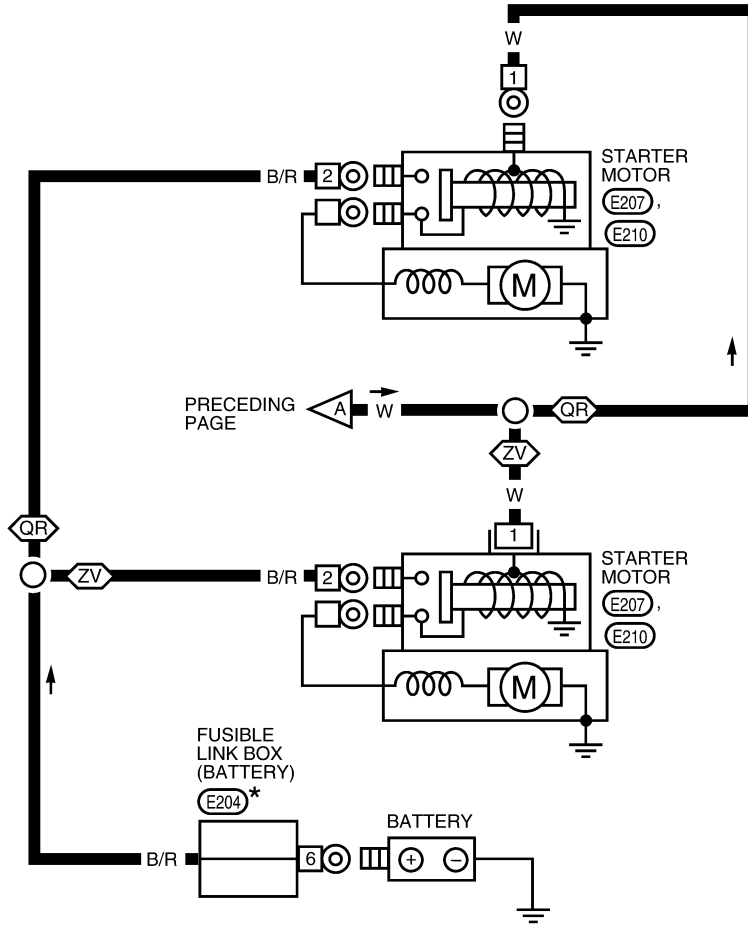 W
1
B/R
2
STARTER
MOTOR
E207 ,
E210
M
PRECEDING
PAGE
A
W
QR
ZV
W
QR
1
ZV
B/R
2
STARTER
MOTOR
E207 ,
E210
M
FUSIBLE
LINK BOX
(BATTERY)
E204 *
BATTERY
B/R
6
+
−